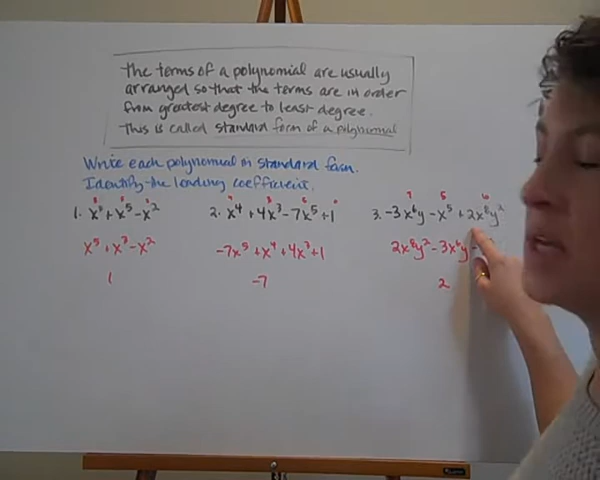 The terms of a polynomial are usually
arranged so that the terms are in order
from greatest degree to least degree.
This is called standard form of a polynomial
Write each polynomial in standard form.
Identify the leading coefficient.
1. x³ + x⁵ - x²
2. x⁴ + 4x³ - 7x⁵ + 1
3. -3x⁶y - x⁵ + 2x⁸y²
x⁵ + x³ - x²
-7x⁵ + x⁴ + 4x³ + 1
2x⁸y² - 3x⁶y -
1
-7
2